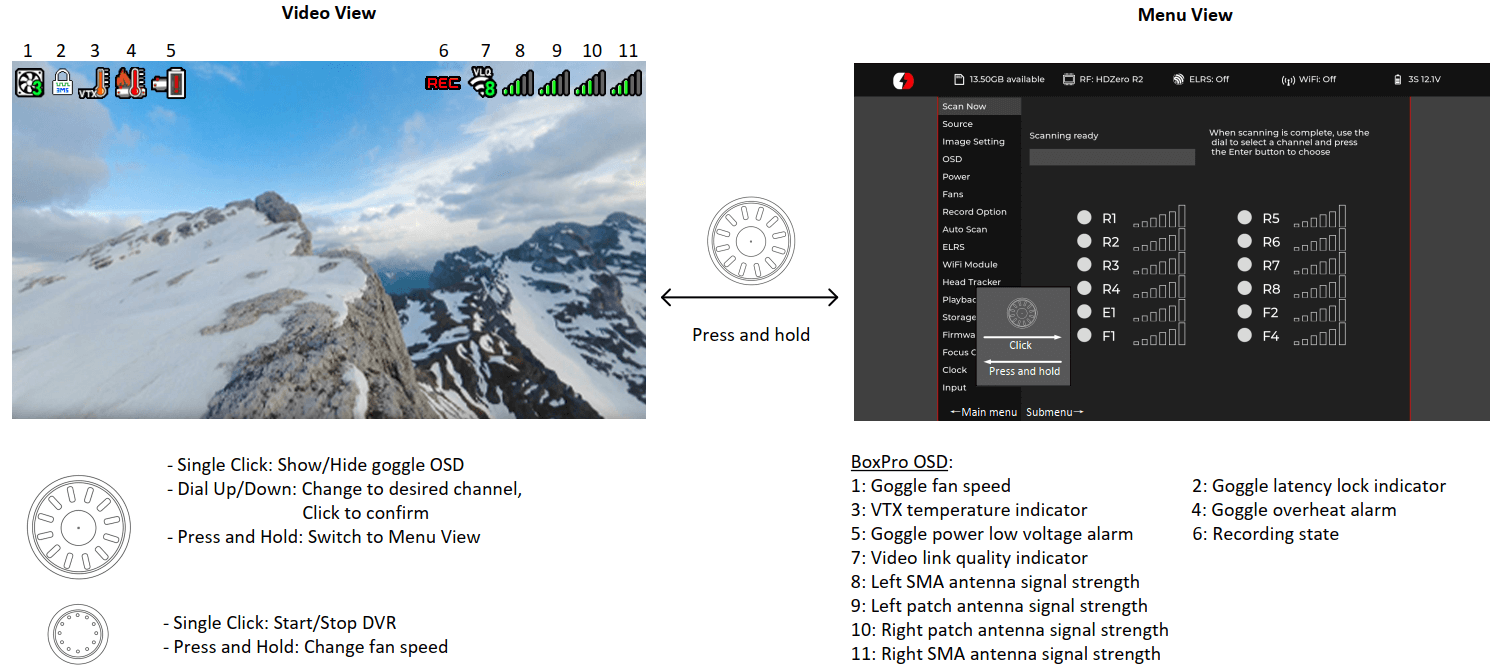 Video View
Menu View
1 2 3 4 5 6 7 8 9 10 11
3
3MS
VTX
REC
VLQ
8
13.50GB available RF: HDZero R2 ELRS: Off WiFi: Off 3S 12.1V
Scan Now
Source
Image Setting
OSD
Power
Fans
Record Option
Auto Scan
ELRS
WiFi Module
Head Tracker
Playbac
Storage
Firmwa
Focus C
Clock
Input
Scanning ready
When scanning is complete, use the
dial to select a channel and press
the Enter button to choose
R1 R5
R2 R6
R3 R7
R4 R8
E1 F2
F1 F4
Click
Press and hold
←Main menu Submenu→
Press and hold
- Single Click: Show/Hide goggle OSD
- Dial Up/Down: Change to desired channel,
Click to confirm
- Press and Hold: Switch to Menu View
- Single Click: Start/Stop DVR
- Press and Hold: Change fan speed
BoxPro OSD:
1: Goggle fan speed
2: Goggle latency lock indicator
3: VTX temperature indicator
4: Goggle overheat alarm
5: Goggle power low voltage alarm
6: Recording state
7: Video link quality indicator
8: Left SMA antenna signal strength
9: Left patch antenna signal strength
10: Right patch antenna signal strength
11: Right SMA antenna signal strength